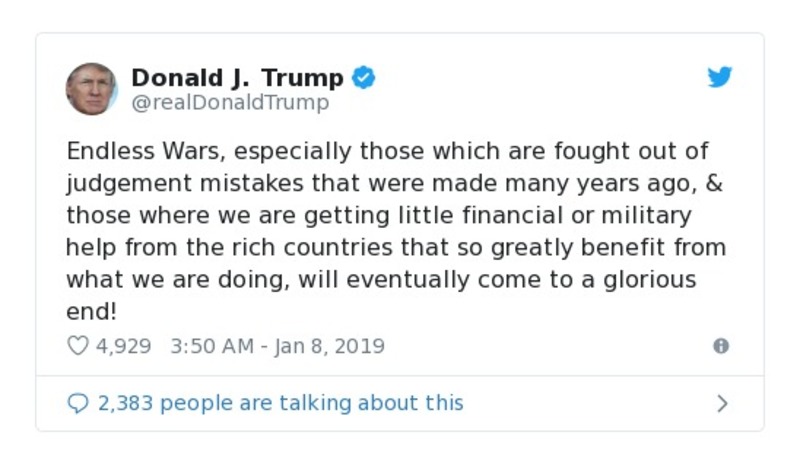 Donald J. Trump
@realDonaldTrump
Endless Wars, especially those which are fought out of
judgement mistakes that were made many years ago, &
those where we are getting little financial or military
help from the rich countries that so greatly benefit from
what we are doing, will eventually come to a glorious
end!
4,929 3:50 AM - Jan 8, 2019
2,383 people are talking about this